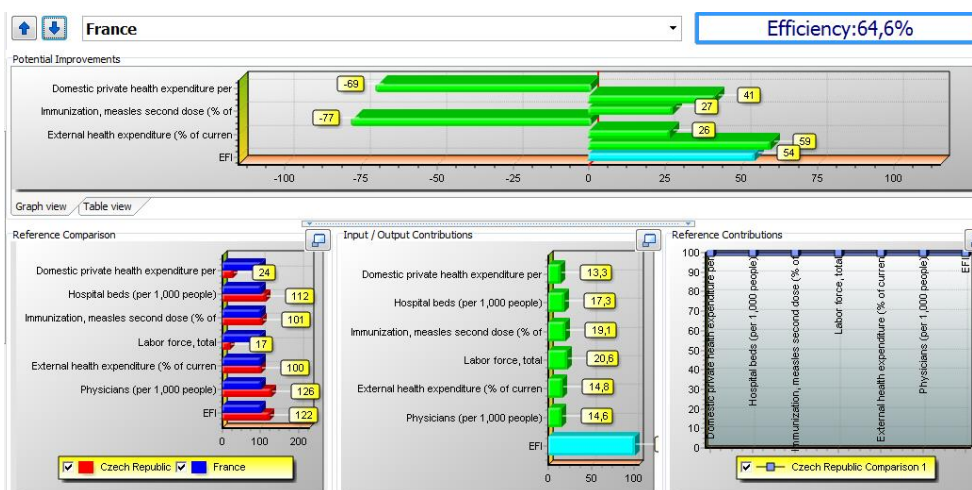 France
Efficiency:64,6%
Potential Improvements
Domestic private health expenditure per
Immunization, measles second dose (% of
External health expenditure (% of curren
EFI
-69
41
27
-77
26
59
54
-100 -75 -50 -25 0 25 50 75 100
Graph view Table view
Reference Comparison
Domestic private health expenditure per
Hospital beds (per 1,000 people)
Immunization, measles second dose (% of
Labor force, total
External health expenditure (% of curren
Physicians (per 1,000 people)
EFI
24
112
101
17
100
126
122
0 100 200
Czech Republic France
Input / Output Contributions
Domestic private health expenditure per
Hospital beds (per 1,000 people)
Immunization, measles second dose (% of
Labor force, total
External health expenditure (% of curren
Physicians (per 1,000 people)
EFI
13,3
17,3
19,1
20,6
14,8
14,6
0 50 100
Reference Contributions
100
90
80
70
60
50
40
30
20
10
0
Domestic private health expenditure per
Hospital beds (per 1,000 people)
Immunization, measles second dose (% of
Labor force, total
External health expenditure (% of curren
Physicians (per 1,000 people)
EFI
Czech Republic Comparison 1